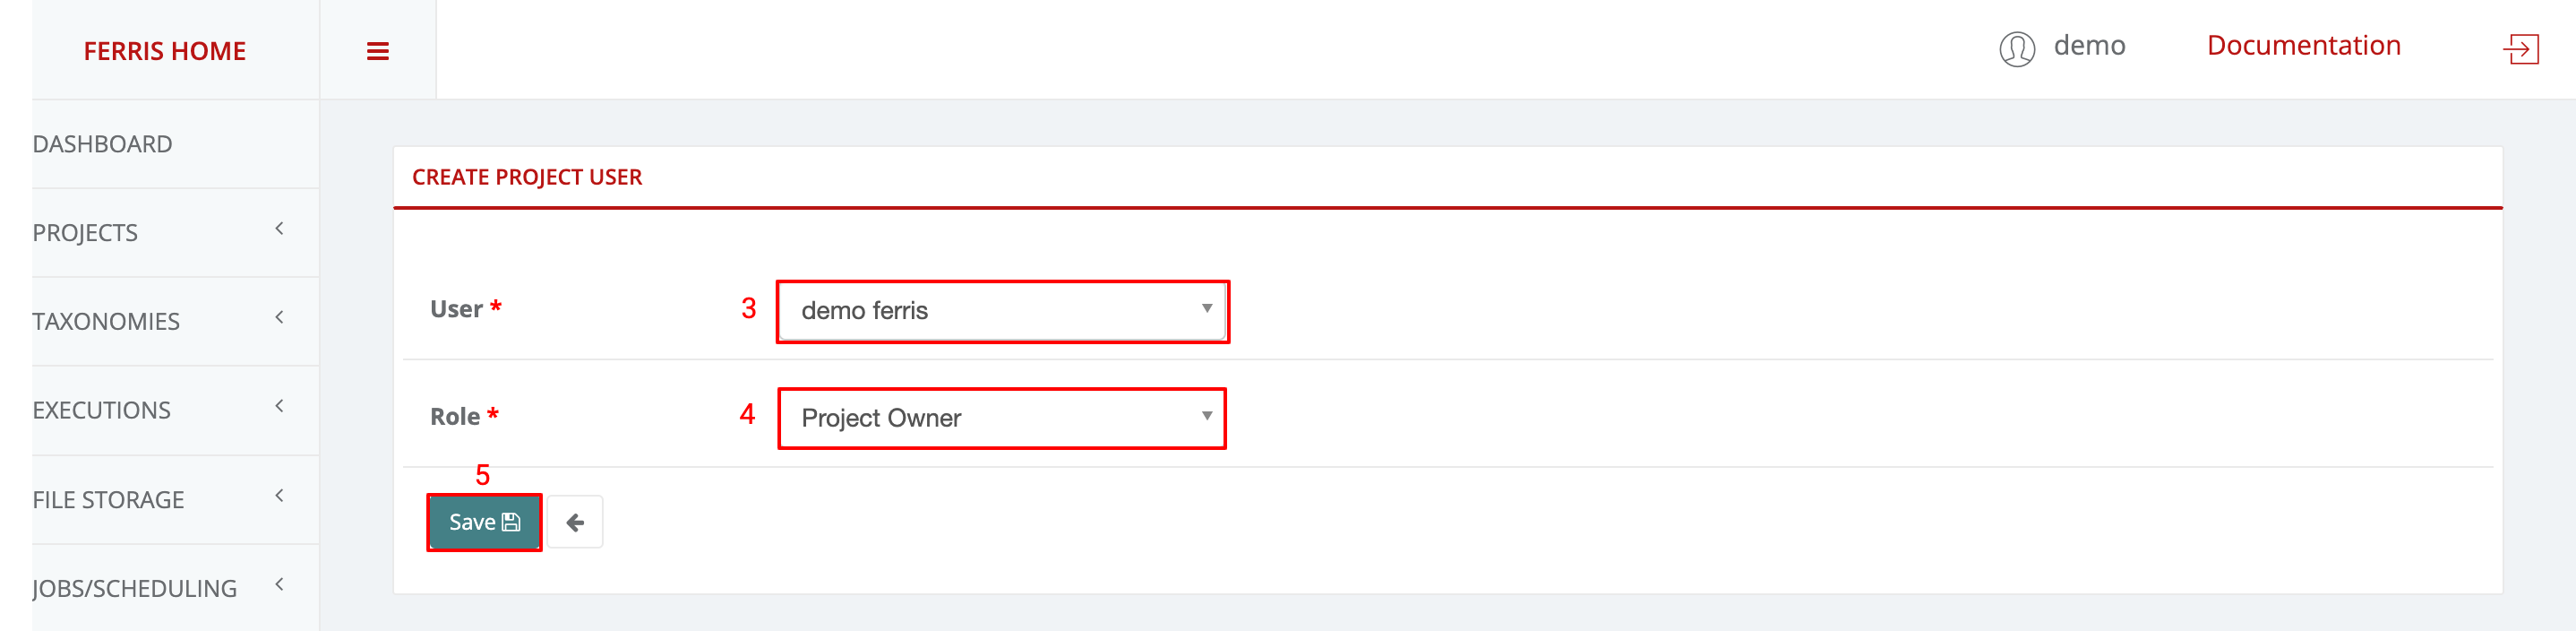 FERRIS HOME
demo
Documentation
DASHBOARD
PROJECTS
TAXONOMIES
EXECUTIONS
FILE STORAGE
JOBS/SCHEDULING
CREATE PROJECT USER
User *
3
demo ferris
Role *
4
Project Owner
5
Save